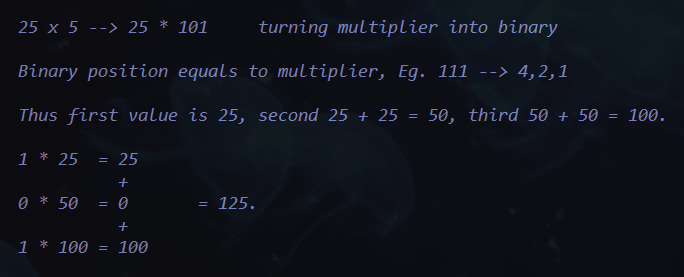 25 x 5 --> 25 * 101     turning multiplier into binary
Binary position equals to multiplier, Eg. 111 --> 4,2,1
Thus first value is 25, second 25 + 25 = 50, third 50 + 50 = 100.
1 * 25  = 25
+
0 * 50  = 0       = 125.
+
1 * 100 = 100